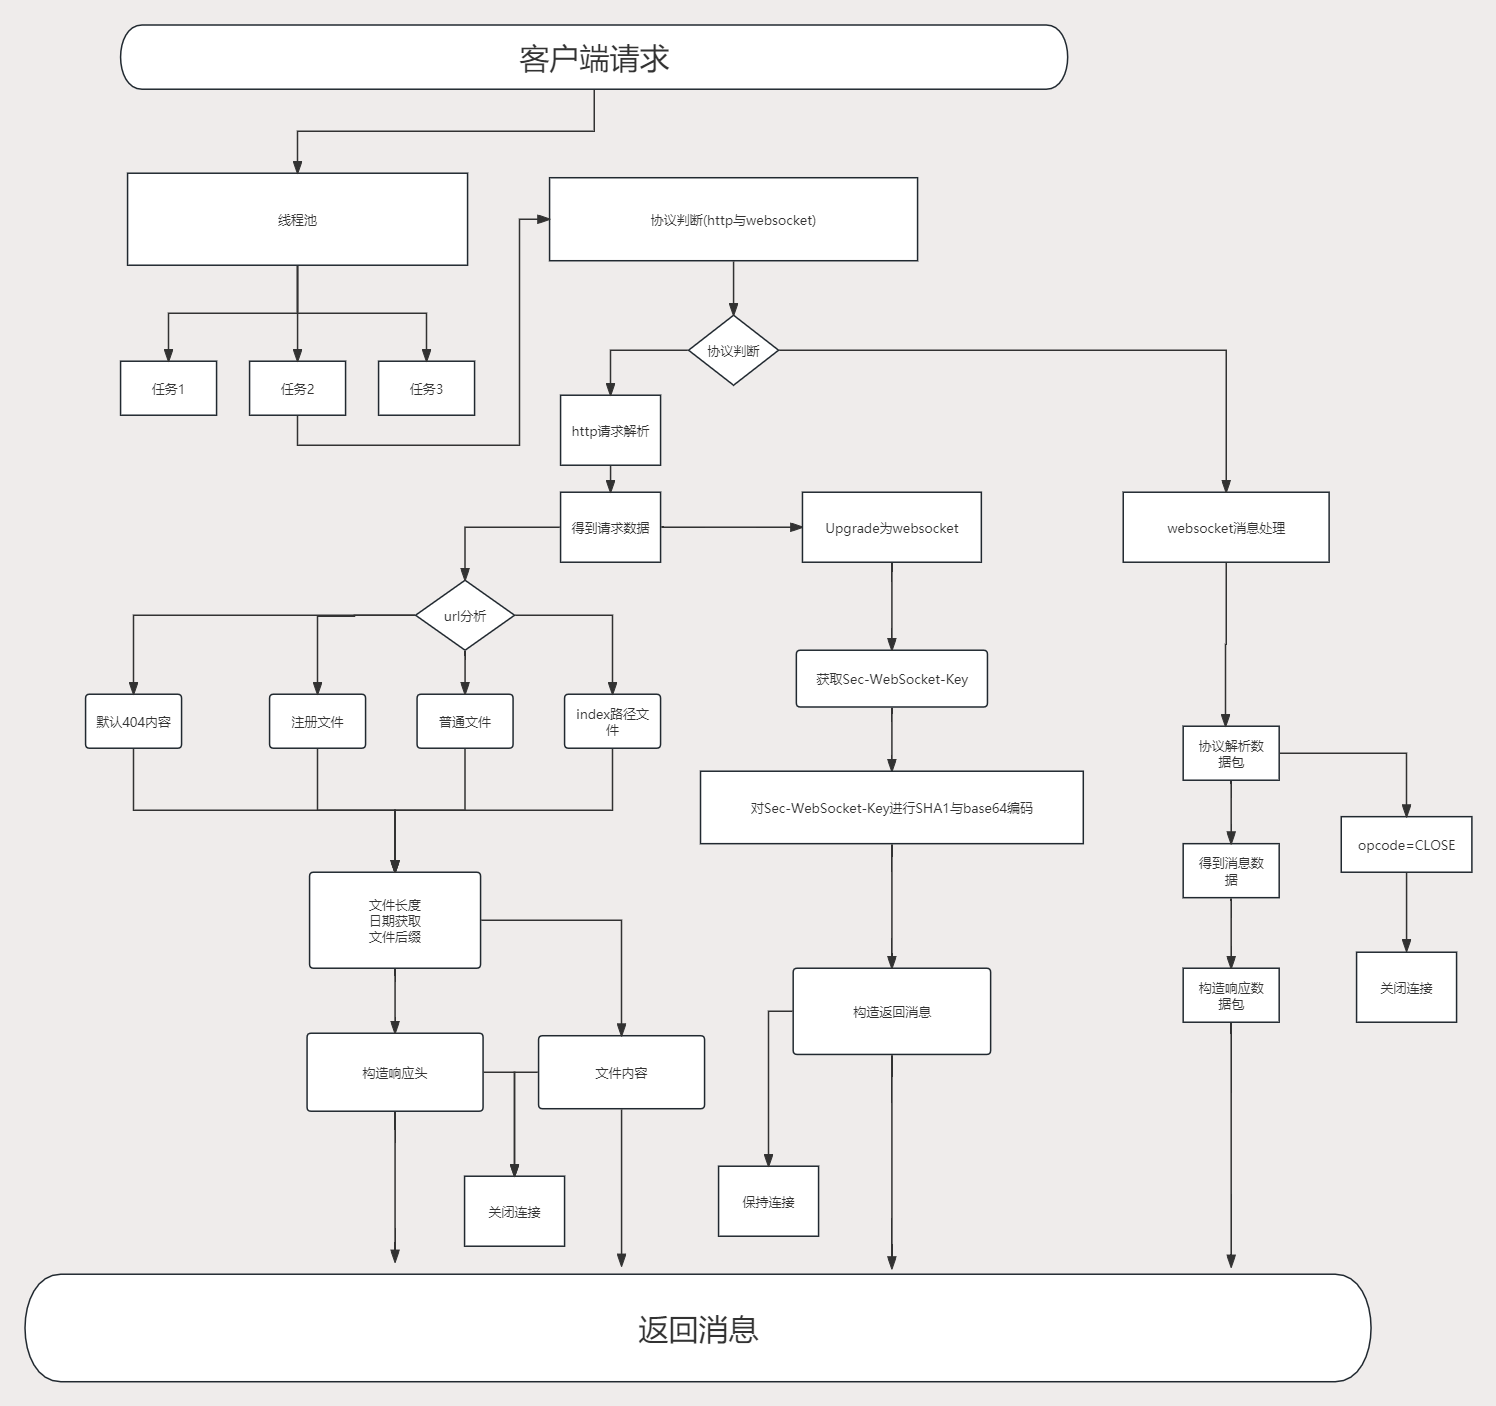 客户端请求
线程池
协议判断(http与websocket)
协议判断
任务1
任务2
任务3
http请求解析
得到请求数据
Upgrade为websocket
websocket消息处理
url分析
获取Sec-WebSocket-Key
默认404内容
注册文件
普通文件
index路径文
件
协议解析数
据包
对Sec-WebSocket-Key进行SHA1与base64编码
opcode=CLOSE
得到消息数
据
文件长度
日期获取
文件后缀
构造返回消息
构造响应数
据包
关闭连接
构造响应头
文件内容
关闭连接
保持连接
返回消息